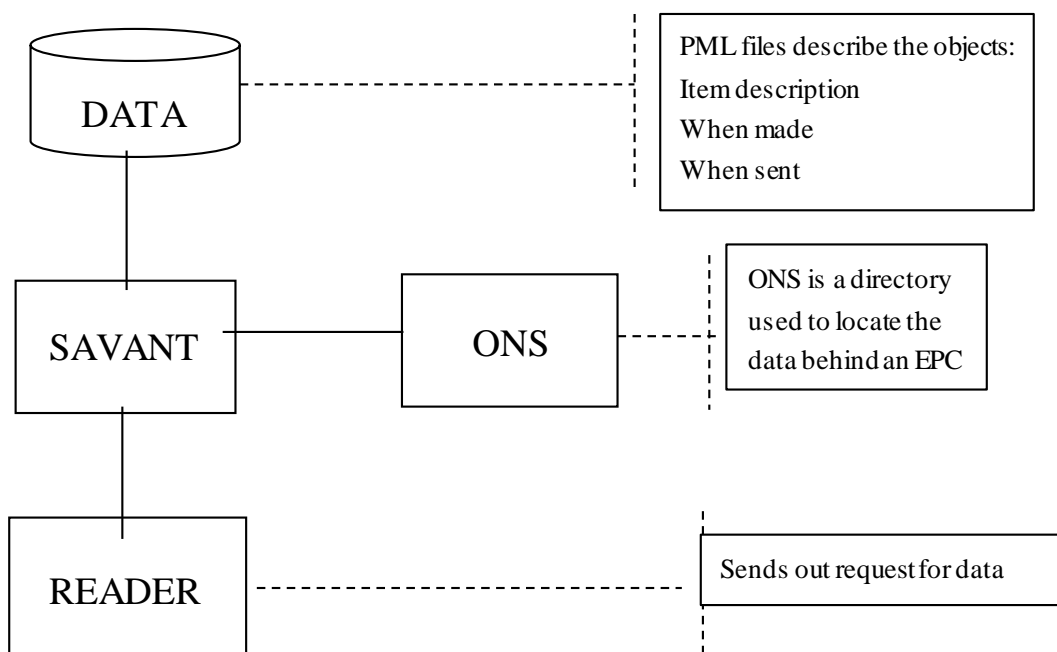 DATA
PML files describe the objects:
Item description
When made
When sent
SAVANT
ONS
ONS is a directory
used to locate the
data behind an EPC
READER
Sends out request for data